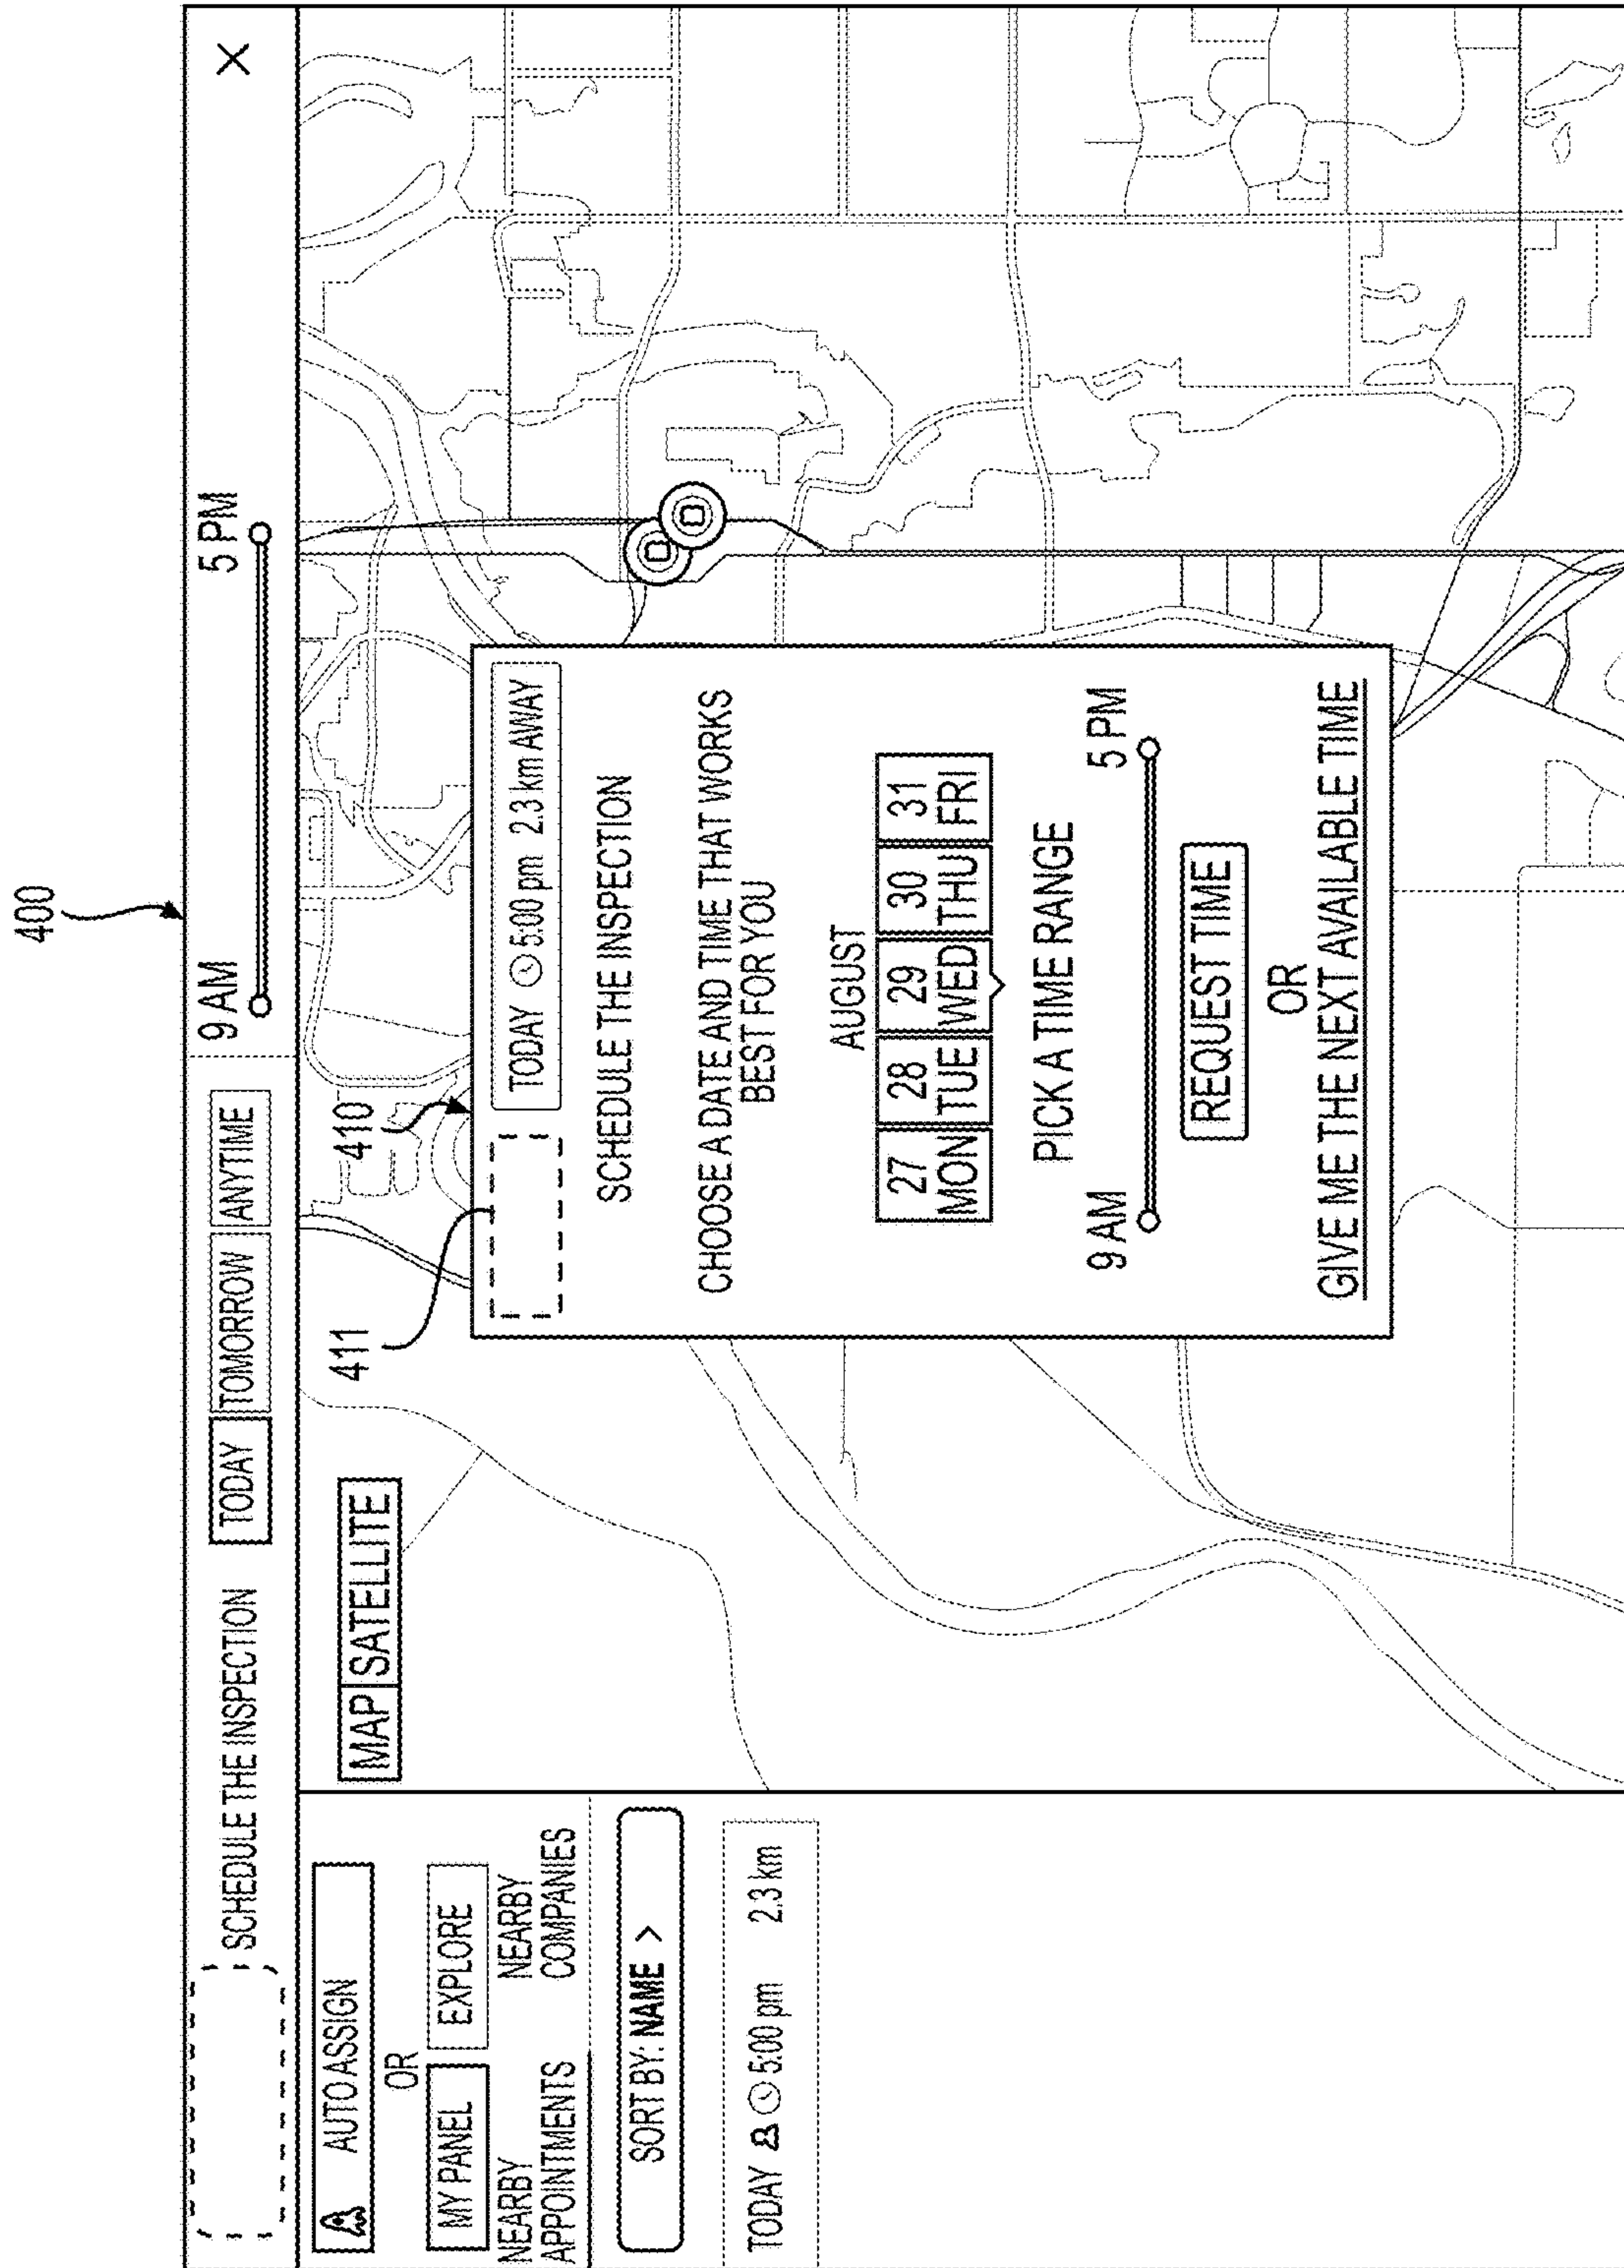 400
SCHEDULE THE INSPECTION TODAY TOMORROW ANYTIME 9 AM 5 PM X
AUTO ASSIGN
OR
MY PANEL EXPLORE
NEARBY APPOINTMENTS
NEARBY COMPANIES
SORT BY: NAME >
TODAY 5:00 pm 2.3 km
MAP SATELLITE
411
410
TODAY 5:00 pm 2.3 km AWAY
SCHEDULE THE INSPECTION
CHOOSE A DATE AND TIME THAT WORKS
BEST FOR YOU
AUGUST
27 28 29 30 31
MON TUE WED THU FRI
PICK A TIME RANGE
9 AM 5 PM
REQUEST TIME
OR
GIVE ME THE NEXT AVAILABLE TIME